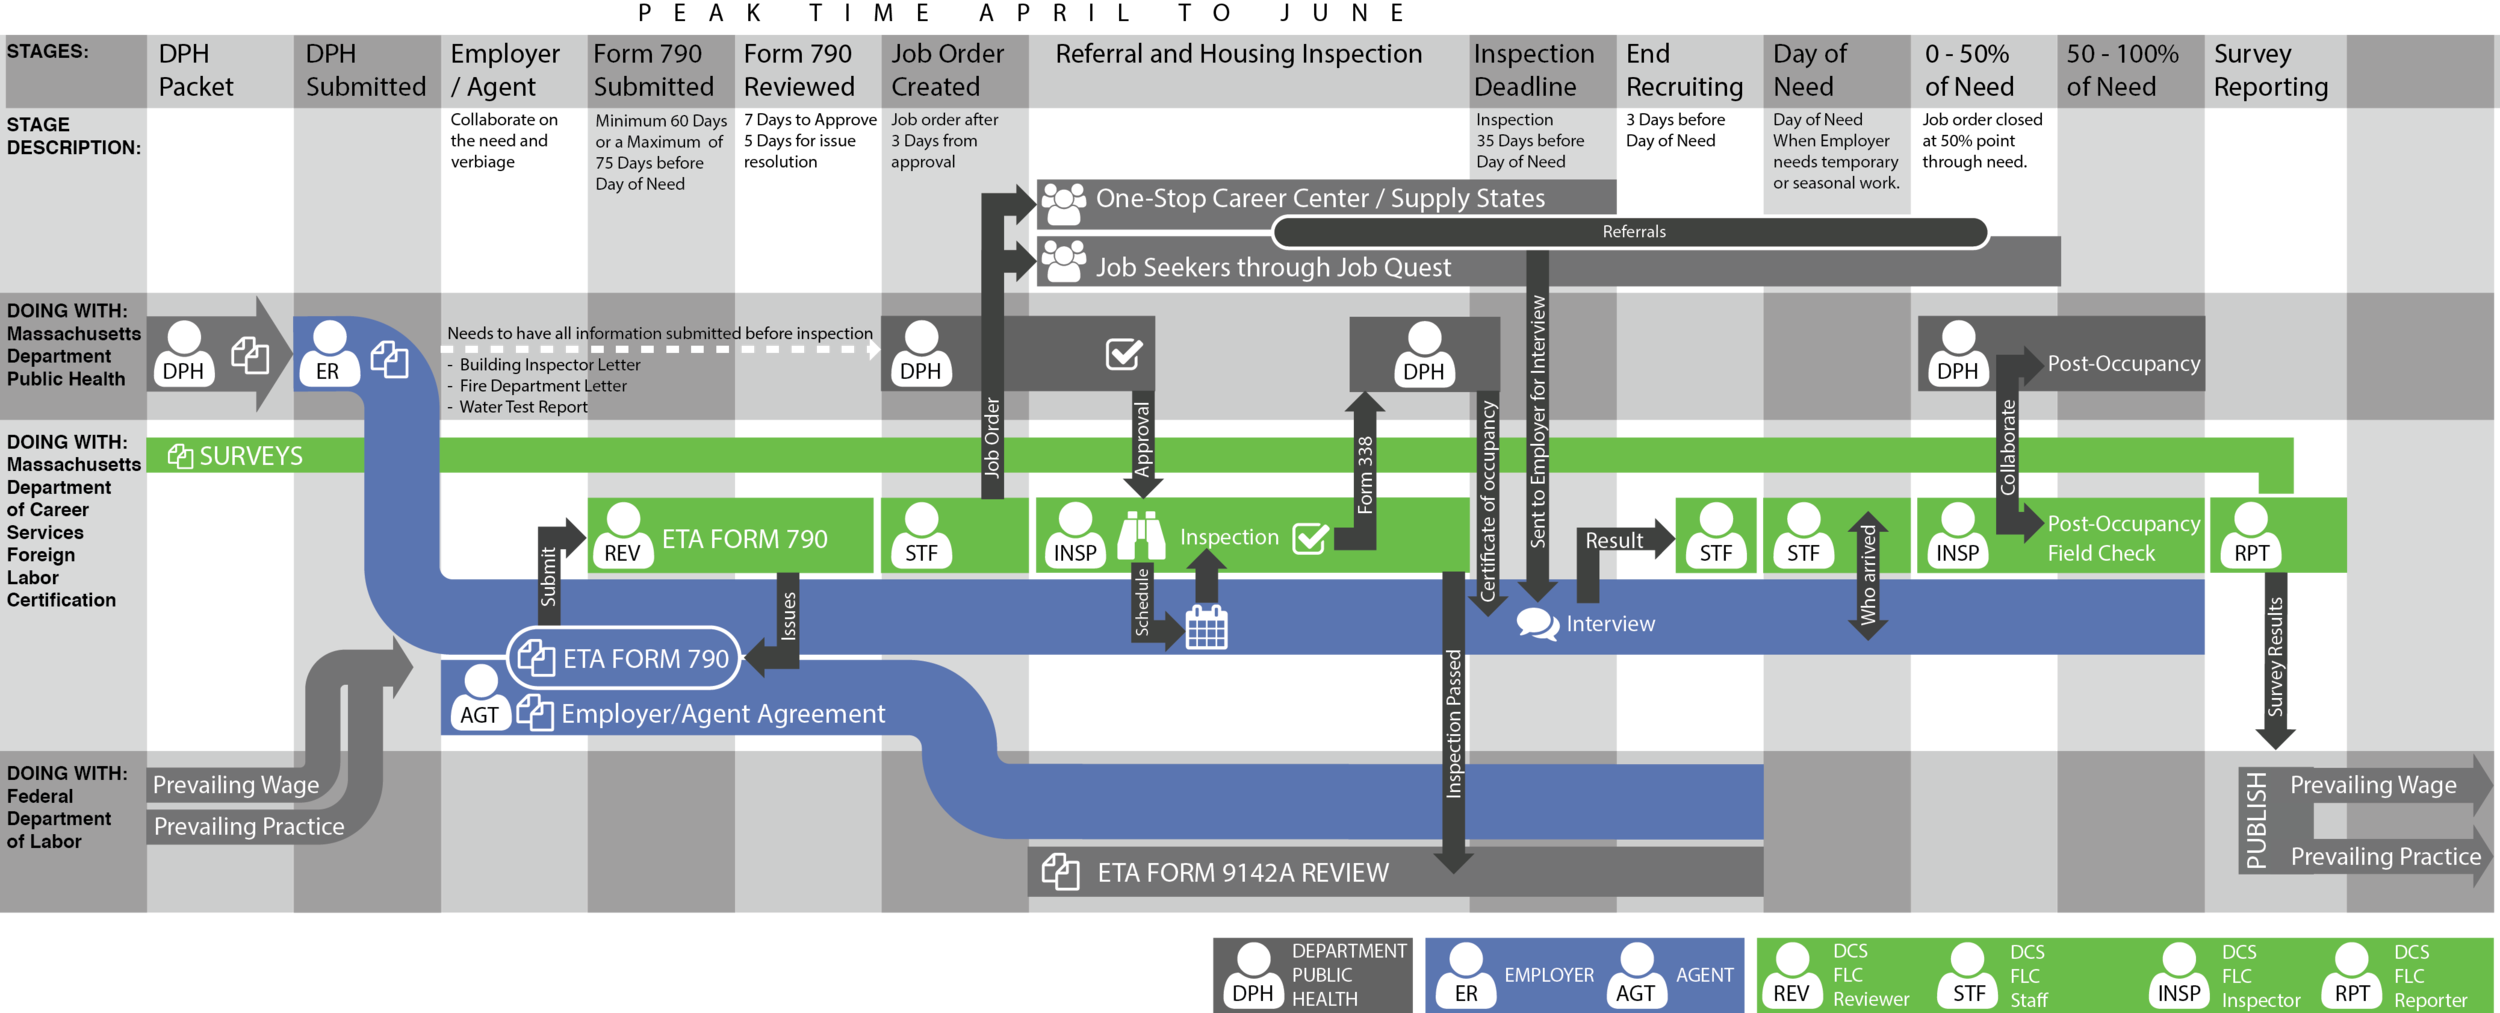 PEAK TIME APRIL TO JUNE
STAGES:
DPH
Packet
DPH
Submitted
Employer
/ Agent
Form 790
Submitted
Form 790
Reviewed
Job Order
Created
Referral and Housing Inspection
Inspection
Deadline
End
Recruiting
Day of
Need
0 - 50%
of Need
50 - 100%
of Need
Survey
Reporting
STAGE
DESCRIPTION:
Collaborate on
the need and
verbiage
Minimum 60 Days
or a Maximum of
75 Days before
Day of Need
7 Days to Approve
5 Days for issue
resolution
Job order after
3 Days from
approval
Inspection
35 Days before
Day of Need
3 Days before
Day of Need
Day of Need
When Employer
needs temporary
or seasonal work.
Job order closed
at 50% point
through need.
One-Stop Career Center / Supply States
Referrals
Job Seekers through Job Quest
DOING WITH:
Massachusetts
Department
Public Health
DPH
ER
Needs to have all information submitted before inspection
- Building Inspector Letter
- Fire Department Letter
- Water Test Report
DPH
DPH
DPH
Post-Occupancy
Job Order
Approval
Form 338
Certificate of occupancy
Sent to Employer for Interview
Collaborate
DOING WITH:
Massachusetts
Department
of Career
Services
Foreign
Labor
Certification
SURVEYS
Submit
REV
ETA FORM 790
Issues
STF
INSP
Inspection
Schedule
Result
STF
STF
Who arrived
INSP
Post-Occupancy
Field Check
RPT
Interview
ETA FORM 790
AGT
Employer/Agent Agreement
Inspection Passed
Survey Results
DOING WITH:
Federal
Department
of Labor
Prevailing Wage
Prevailing Practice
ETA FORM 9142A REVIEW
PUBLISH
Prevailing Wage
Prevailing Practice
DPH
DEPARTMENT
PUBLIC
HEALTH
ER
EMPLOYER
AGT
AGENT
REV
DCS
FLC
Reviewer
STF
DCS
FLC
Staff
INSP
DCS
FLC
Inspector
RPT
DCS
FLC
Reporter